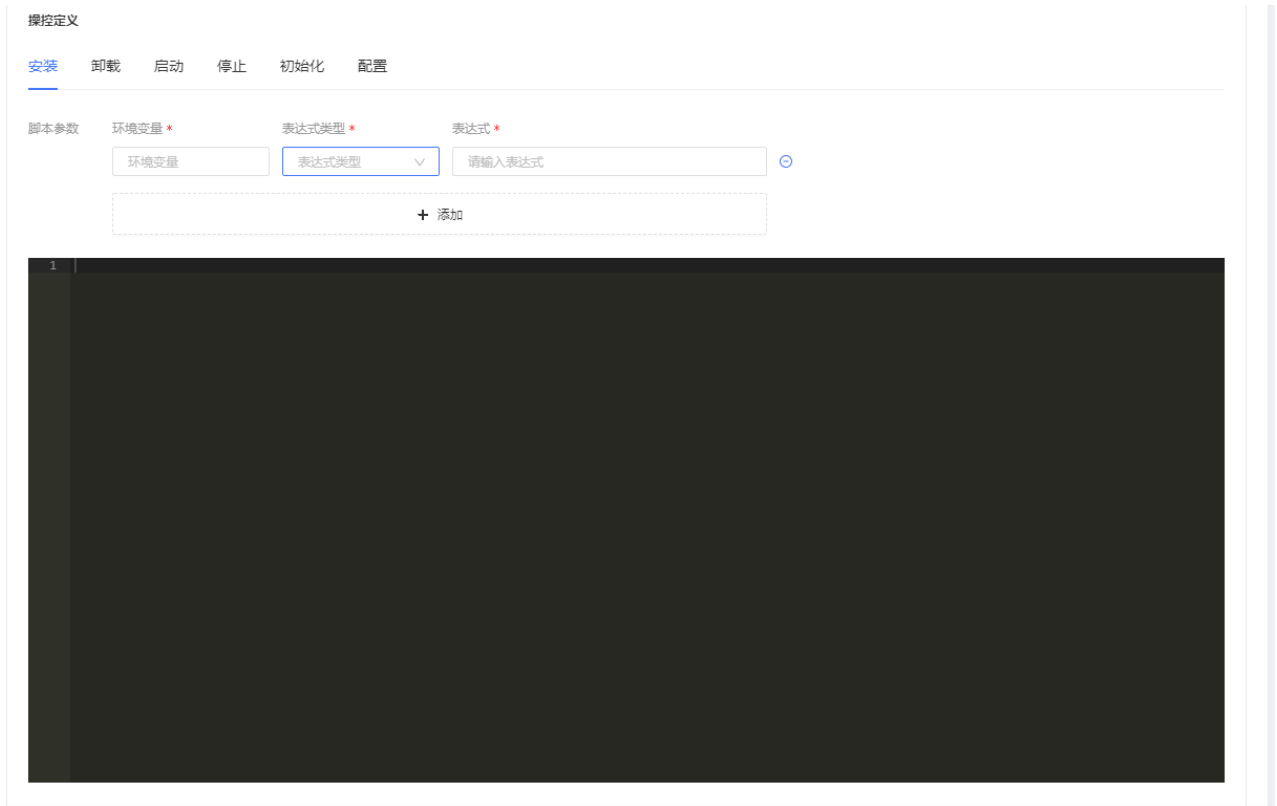 操控定义
安装 卸载 启动 停止 初始化 配置
脚本参数 环境变量 * 表达式类型 * 表达式 *
环境变量 表达式类型 请输入表达式
+ 添加
1